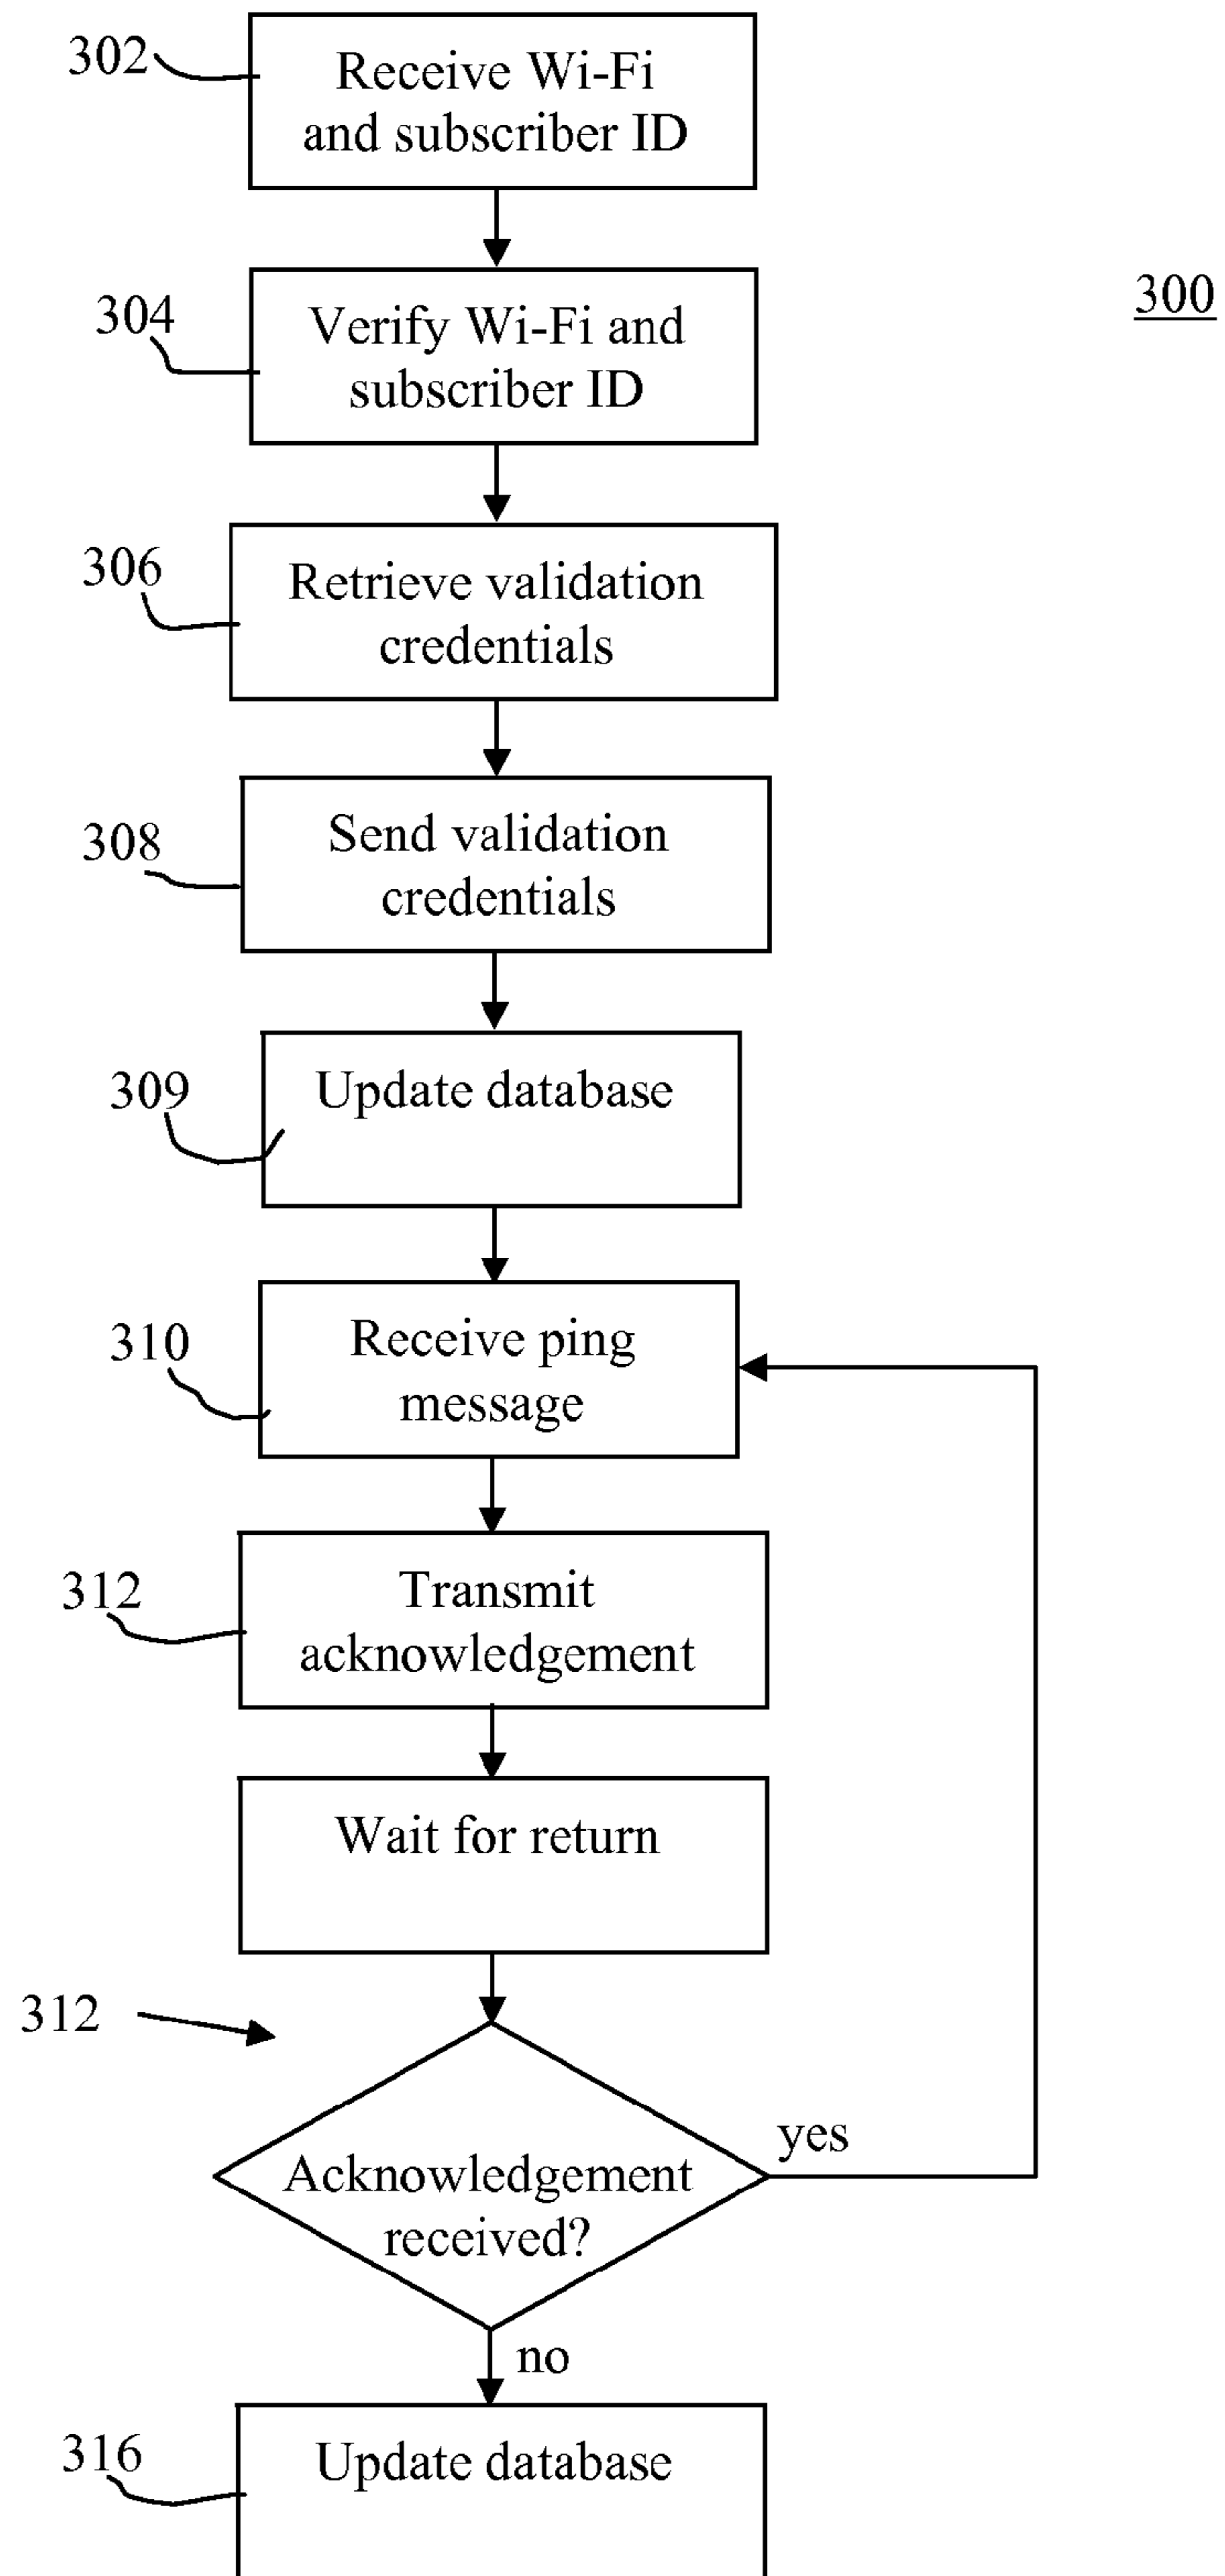 302
Receive Wi-Fi
and subscriber ID
300
304
Verify Wi-Fi and
subscriber ID
306
Retrieve validation
credentials
308
Send validation
credentials
309
Update database
310
Receive ping
message
312
Transmit
acknowledgement
Wait for return
312
Acknowledgement
received?
yes
no
316
Update database